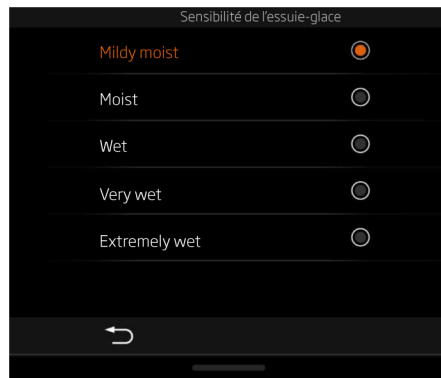 Sensibilité de l'essuie-glace
Mildy moist
Moist
Wet
Very wet
Extremely wet